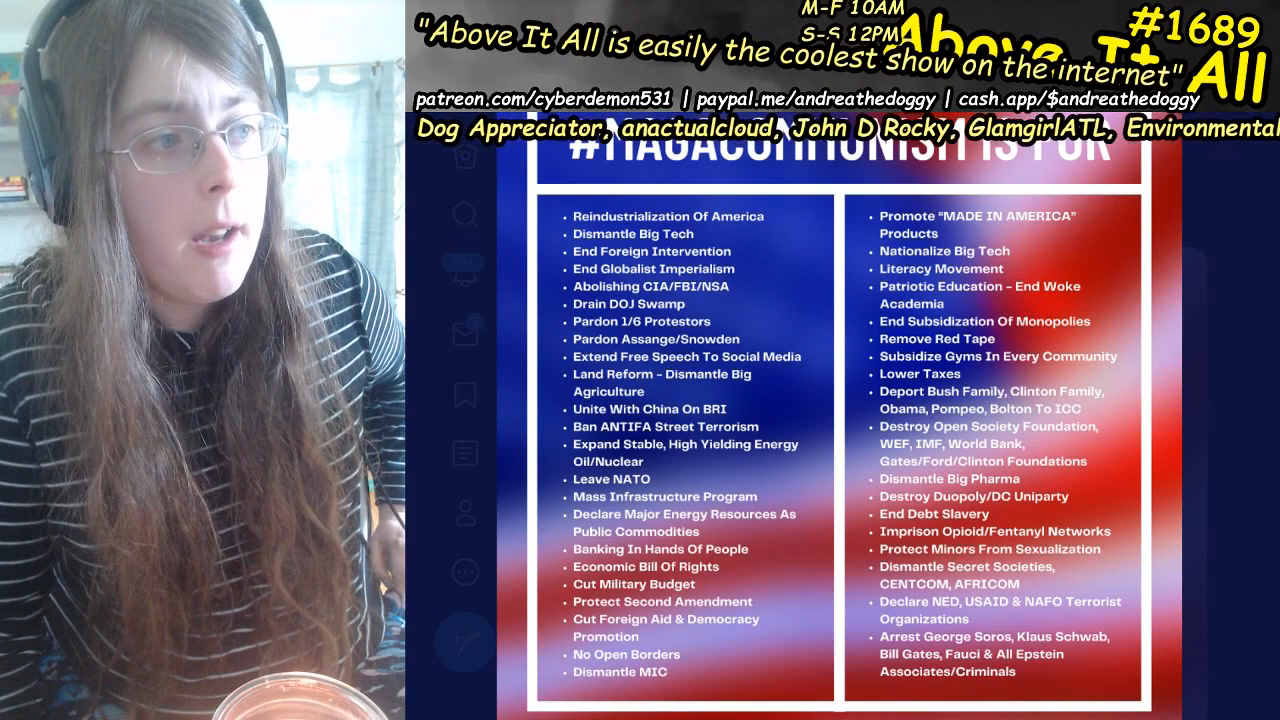 M-F 10AM
S-S 12PM
#1689
Above It All
"Above It All is easily the coolest show on the internet"
patreon.com/cyberdemon531 | paypal.me/andreathedoggy | cash.app/$andreathedoggy
Dog Appreciator, anactualcloud, John D Rocky, GlamgirlATL, Environmental
#MAGACOMMUNISM IS FOR
• Reindustrialization Of America
• Dismantle Big Tech
• End Foreign Intervention
• End Globalist Imperialism
• Abolishing CIA/FBI/NSA
• Drain DOJ Swamp
• Pardon 1/6 Protestors
• Pardon Assange/Snowden
• Extend Free Speech To Social Media
• Land Reform - Dismantle Big
Agriculture
• Unite With China On BRI
• Ban ANTIFA Street Terrorism
• Expand Stable, High Yielding Energy
Oil/Nuclear
• Leave NATO
• Mass Infrastructure Program
• Declare Major Energy Resources As
Public Commodities
• Banking In Hands Of People
• Economic Bill Of Rights
• Cut Military Budget
• Protect Second Amendment
• Cut Foreign Aid & Democracy
Promotion
• No Open Borders
• Dismantle MIC
• Promote “MADE IN AMERICA”
Products
• Nationalize Big Tech
• Literacy Movement
• Patriotic Education - End Woke
Academia
• End Subsidization Of Monopolies
• Remove Red Tape
• Subsidize Gyms In Every Community
• Lower Taxes
• Deport Bush Family, Clinton Family,
Obama, Pompeo, Bolton To ICC
• Destroy Open Society Foundation,
WEF, IMF, World Bank,
Gates/Ford/Clinton Foundations
• Dismantle Big Pharma
• Destroy Duopoly/DC Uniparty
• End Debt Slavery
• Imprison Opioid/Fentanyl Networks
• Protect Minors From Sexualization
• Dismantle Secret Societies,
CENTCOM, AFRICOM
• Declare NED, USAID & NAFO Terrorist
Organizations
• Arrest George Soros, Klaus Schwab,
Bill Gates, Fauci & All Epstein
Associates/Criminals